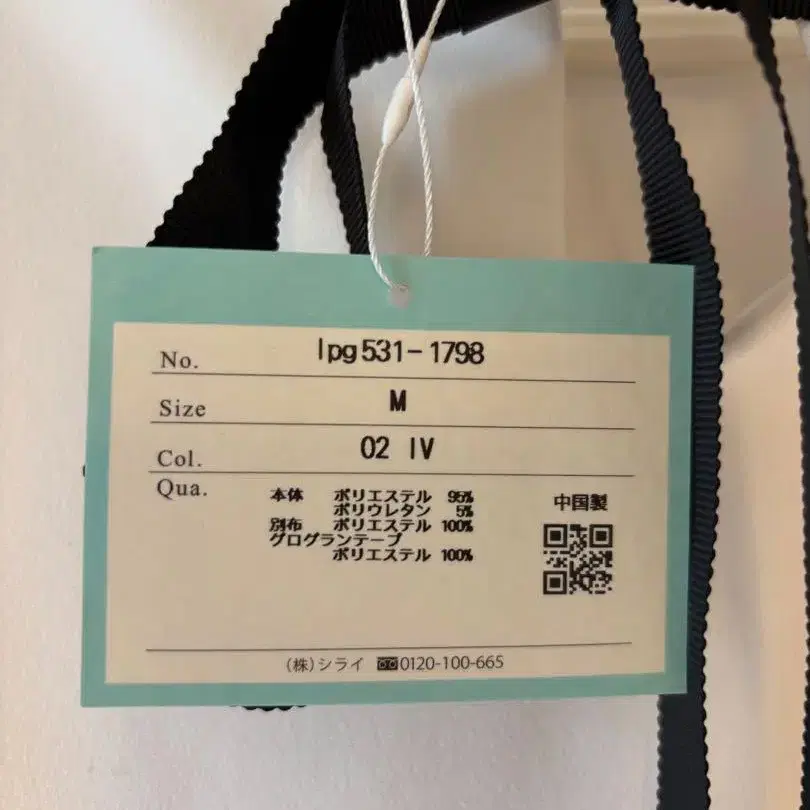 No. lpg531-1798
Size M
Col. 02 IV
Qua.
本体 ポリエステル 95%
ポリウレタン 5%
別布 ポリエステル 100%
グログランテープ
ポリエステル 100%
中国製
(株)シライ 0120-100-665